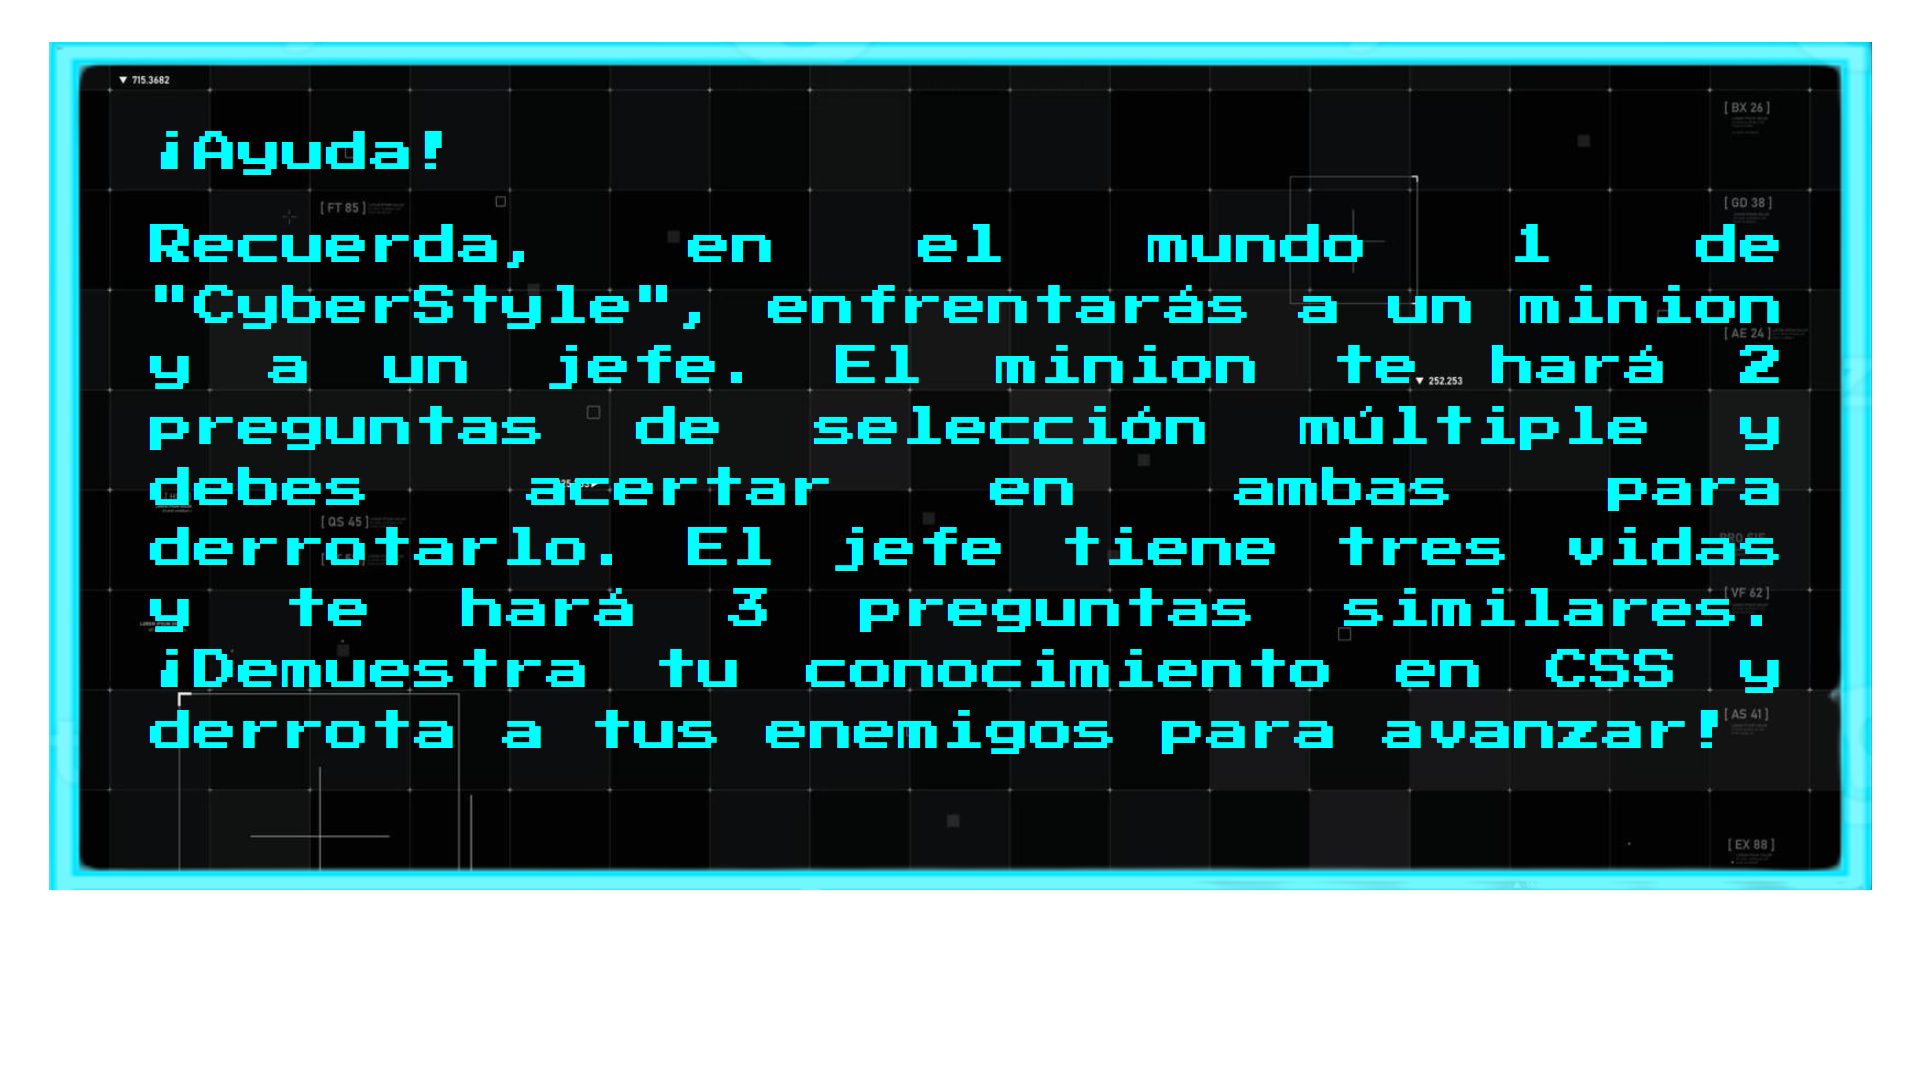 ▼ 715.3682
[ BX 26 ]
¡Ayuda!
[ FT 85 ]
[ GD 38 ]
Recuerda, en el mundo 1 de
"CyberStyle", enfrentarás a un minion
[ AE 24 ]
y a un jefe. El minion te hará 2
▼ 252.253
preguntas de selección múltiple y
debes acertar en ambas para
[ QS 45 ]
derrotarlo. El jefe tiene tres vidas
[ VF 62 ]
y te hará 3 preguntas similares.
¡Demuestra tu conocimiento en CSS y
[ AS 41 ]
derrota a tus enemigos para avanzar!
[ EX 88 ]